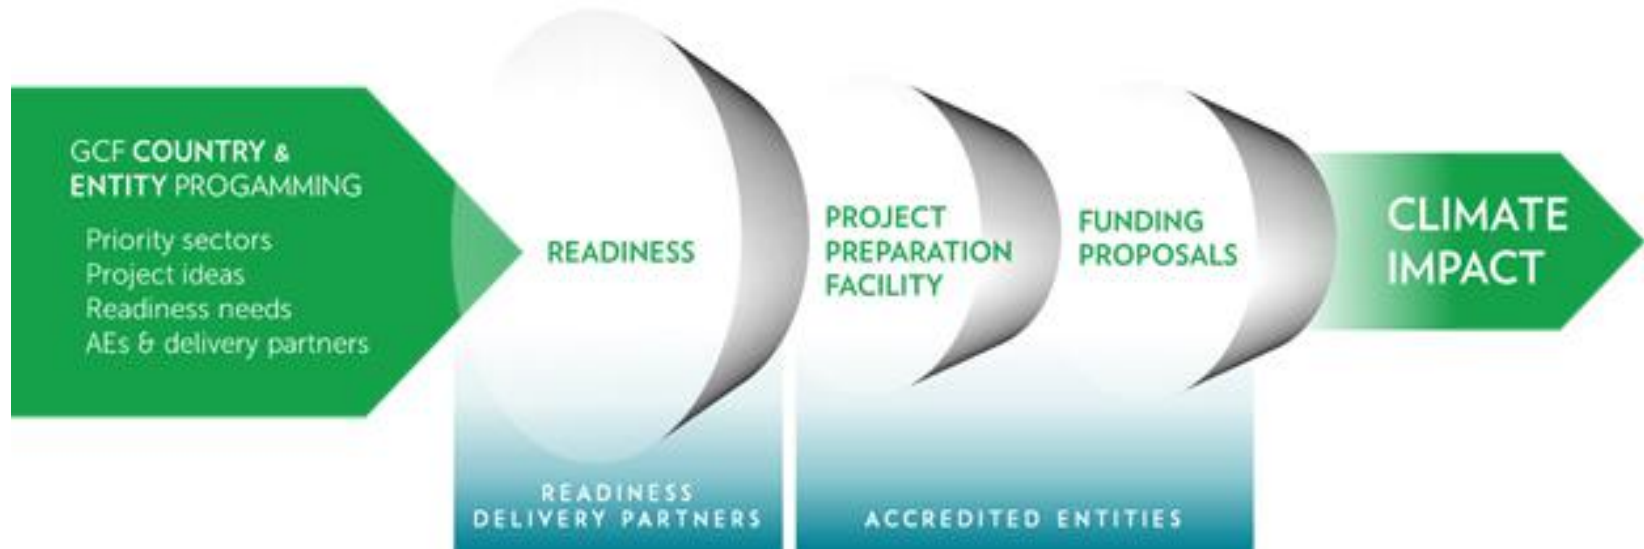 GCF COUNTRY &
ENTITY PROGAMMING
Priority sectors
Project ideas
Readiness needs
AEs & delivery partners
READINESS
PROJECT
PREPARATION
FACILITY
FUNDING
PROPOSALS
CLIMATE
IMPACT
READINESS
DELIVERY PARTNERS
ACCREDITED ENTITIES